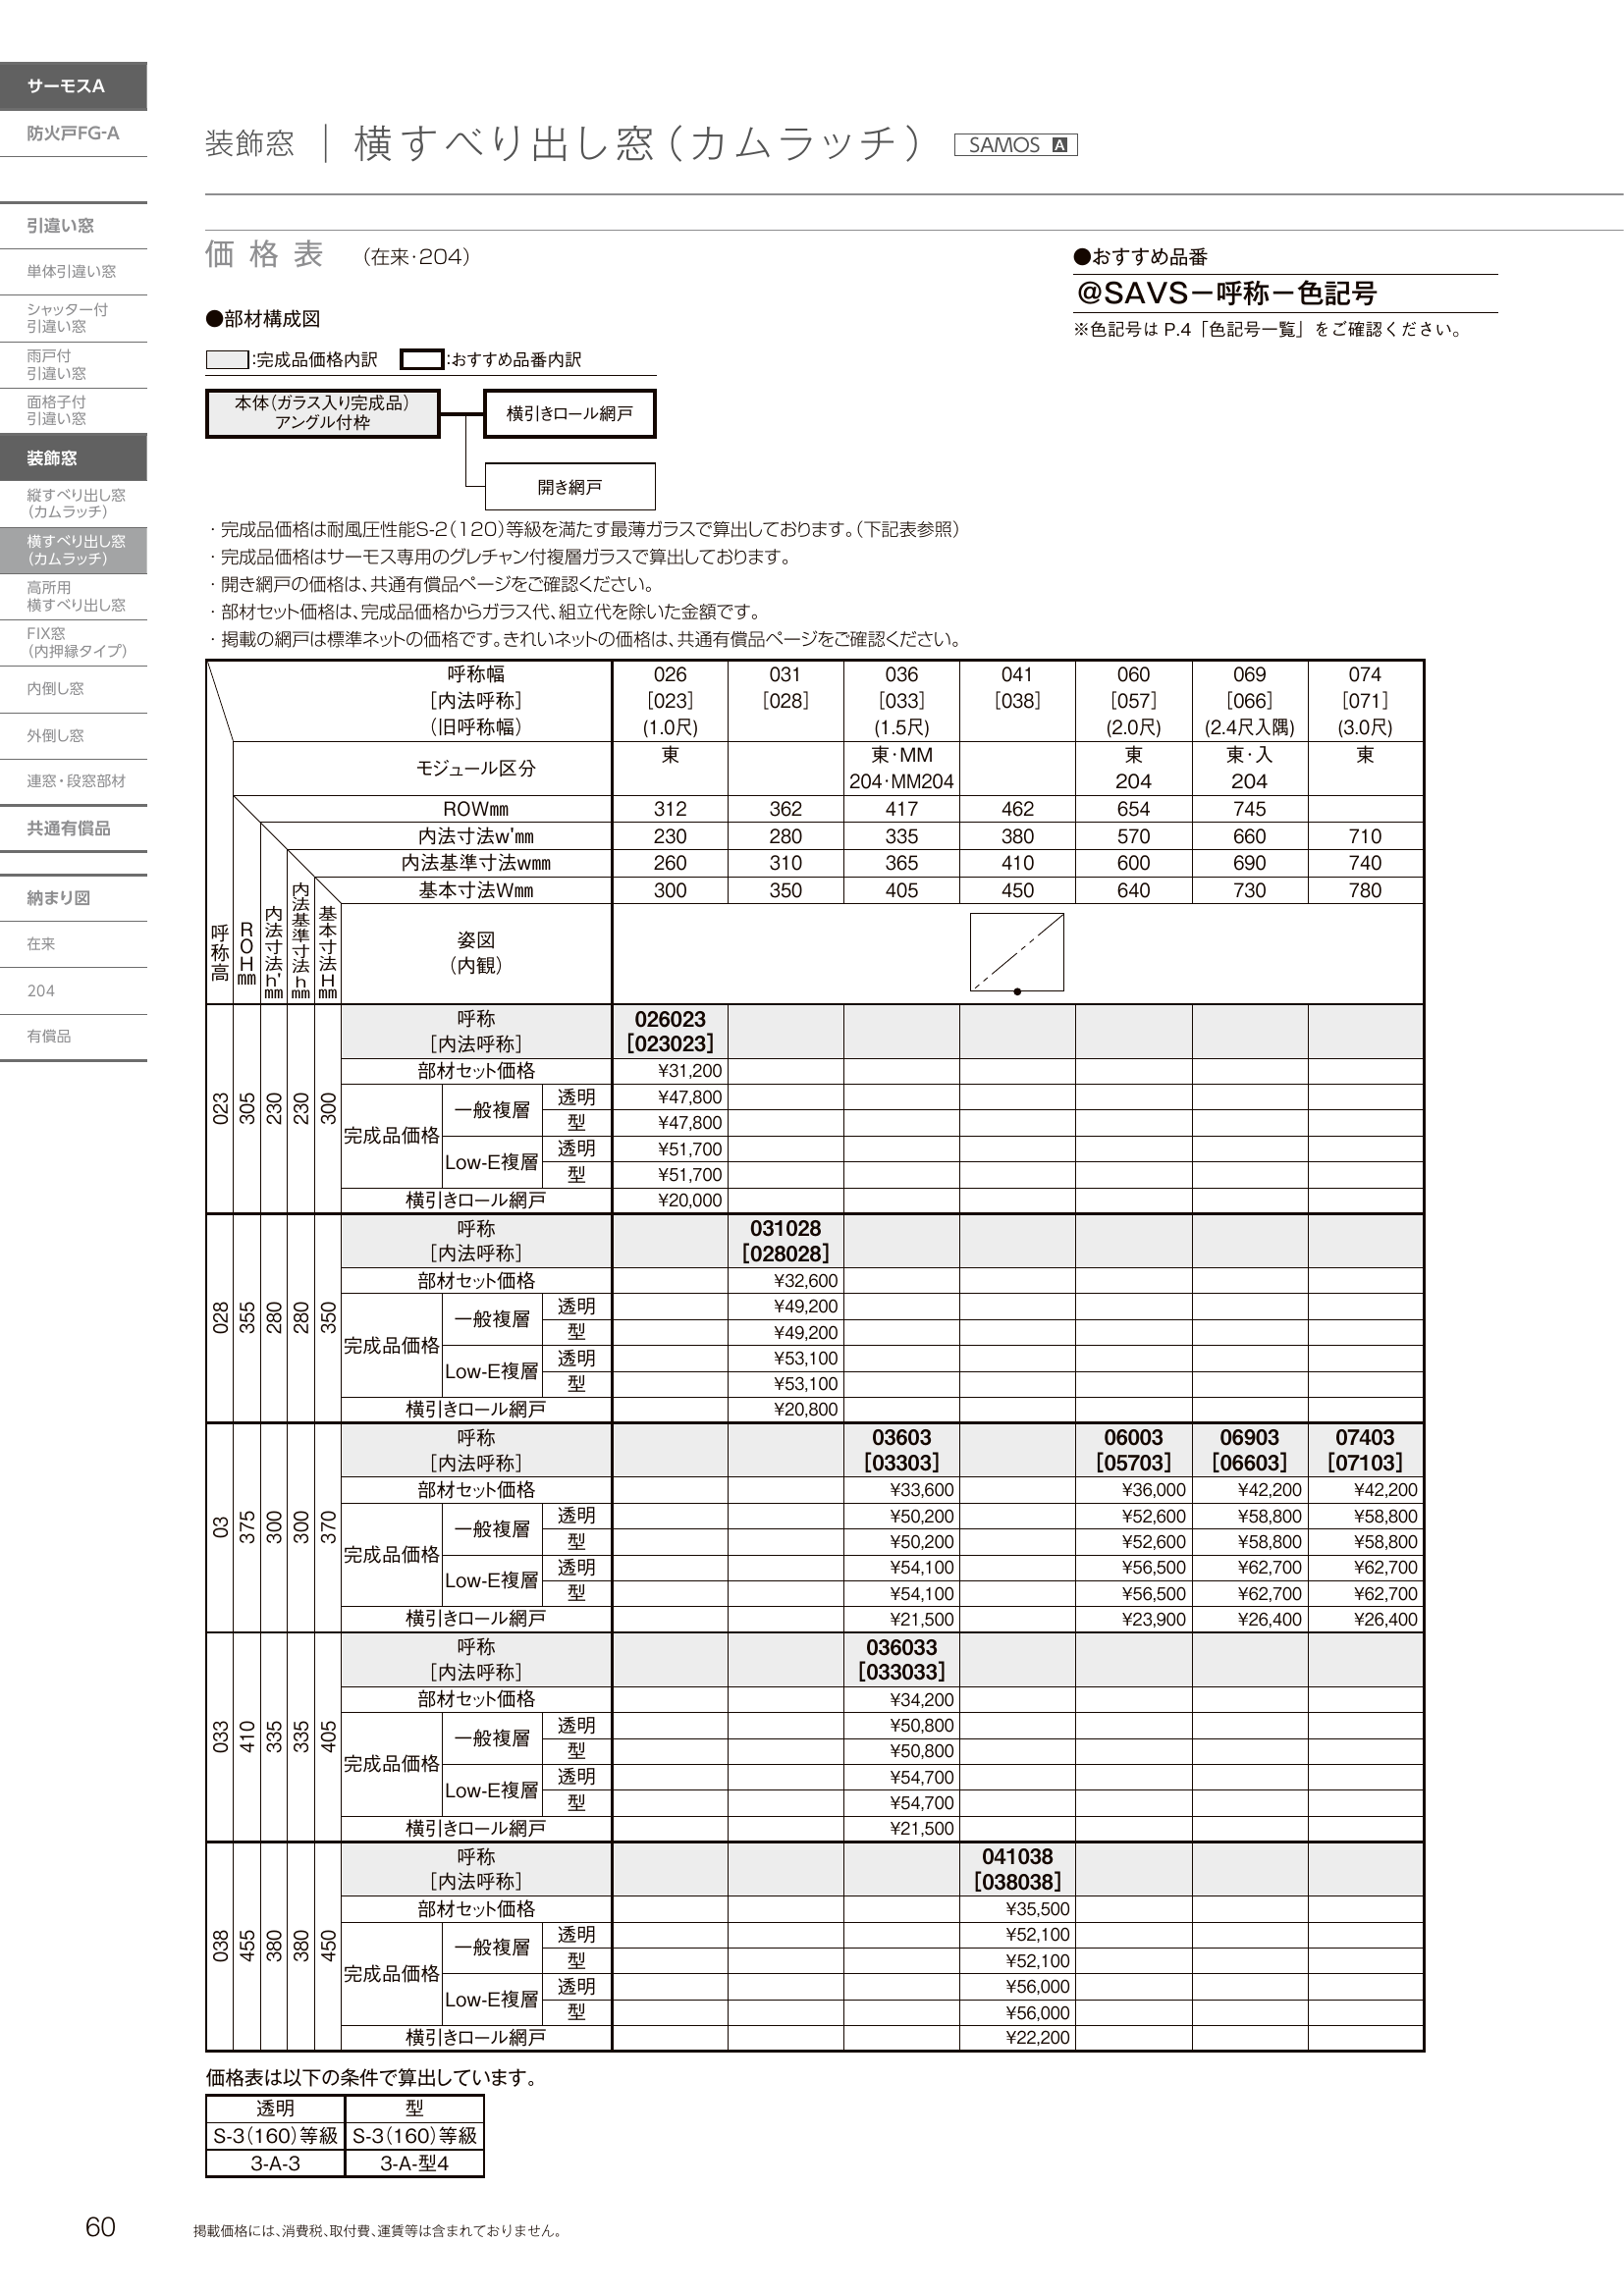 サーモスA
防火戸FG-A
引違い窓
単体引違い窓
シャッター付
引違い窓
雨戸付
引違い窓
面格子付
引違い窓
装飾窓
縦すべり出し窓
（カムラッチ）
横すべり出し窓
（カムラッチ）
高所用
横すべり出し窓
FIX窓
（内押縁タイプ）
内倒し窓
外倒し窓
連窓・段窓部材
共通有償品
納まり図
在来
204
有償品
装飾窓 | 横すべり出し窓（カムラッチ） SAMOS A
価格表 （在来・204）
●おすすめ品番
@SAVS－呼称－色記号
※色記号は P.4「色記号一覧」をご確認ください。
●部材構成図
：完成品価格内訳 ：おすすめ品番内訳
本体（ガラス入り完成品）
アングル付枠
横引きロール網戸
開き網戸
・完成品価格は耐風圧性能S-2（120）等級を満たす最薄ガラスで算出しております。（下記表参照）
・完成品価格はサーモス専用のグレチャン付複層ガラスで算出しております。
・開き網戸の価格は、共通有償品ページをご確認ください。
・部材セット価格は、完成品価格からガラス代、組立代を除いた金額です。
・掲載の網戸は標準ネットの価格です。きれいネットの価格は、共通有償品ページをご確認ください。
呼称幅 026 031 036 041 060 069 074
［内法呼称］ ［023］ ［028］ ［033］ ［038］ ［057］ ［066］ ［071］
（旧呼称幅） (1.0尺) (1.5尺) (2.0尺) (2.4尺入隅) (3.0尺)
モジュール区分 東 東・MM 東 東・入 東
204・MM204 204 204
ROW㎜ 312 362 417 462 654 745
内法寸法w'㎜ 230 280 335 380 570 660 710
内法基準寸法w㎜ 260 310 365 410 600 690 740
基本寸法W㎜ 300 350 405 450 640 730 780
呼称高 ROH㎜ 内法寸法h'㎜ 内法基準寸法h㎜ 基本寸法H㎜
姿図
（内観）
023 305 230 230 300
呼称 026023
［内法呼称］ ［023023］
部材セット価格 ¥31,200
完成品価格 一般複層 透明 ¥47,800
型 ¥47,800
Low-E複層 透明 ¥51,700
型 ¥51,700
横引きロール網戸 ¥20,000
028 355 280 280 350
呼称 031028
［内法呼称］ ［028028］
部材セット価格 ¥32,600
完成品価格 一般複層 透明 ¥49,200
型 ¥49,200
Low-E複層 透明 ¥53,100
型 ¥53,100
横引きロール網戸 ¥20,800
03 375 300 300 370
呼称 03603 06003 06903 07403
［内法呼称］ ［03303］ ［05703］ ［06603］ ［07103］
部材セット価格 ¥33,600 ¥36,000 ¥42,200 ¥42,200
完成品価格 一般複層 透明 ¥50,200 ¥52,600 ¥58,800 ¥58,800
型 ¥50,200 ¥52,600 ¥58,800 ¥58,800
Low-E複層 透明 ¥54,100 ¥56,500 ¥62,700 ¥62,700
型 ¥54,100 ¥56,500 ¥62,700 ¥62,700
横引きロール網戸 ¥21,500 ¥23,900 ¥26,400 ¥26,400
033 410 335 335 405
呼称 036033
［内法呼称］ ［033033］
部材セット価格 ¥34,200
完成品価格 一般複層 透明 ¥50,800
型 ¥50,800
Low-E複層 透明 ¥54,700
型 ¥54,700
横引きロール網戸 ¥21,500
038 455 380 380 450
呼称 041038
［内法呼称］ ［038038］
部材セット価格 ¥35,500
完成品価格 一般複層 透明 ¥52,100
型 ¥52,100
Low-E複層 透明 ¥56,000
型 ¥56,000
横引きロール網戸 ¥22,200
価格表は以下の条件で算出しています。
透明 型
S-3（160）等級 S-3（160）等級
3-A-3 3-A-型4
60
掲載価格には、消費税、取付費、運賃等は含まれておりません。